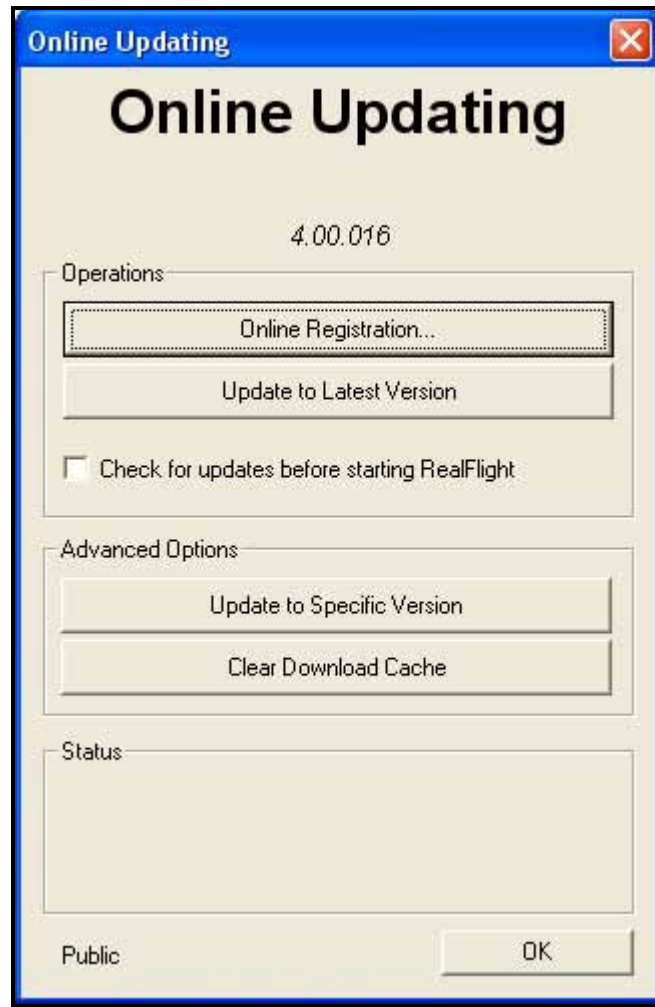 Online Updating
Online Updating
4.00.016
Operations
Online Registration...
Update to Latest Version
Check for updates before starting RealFlight
Advanced Options
Update to Specific Version
Clear Download Cache
Status
Public
OK